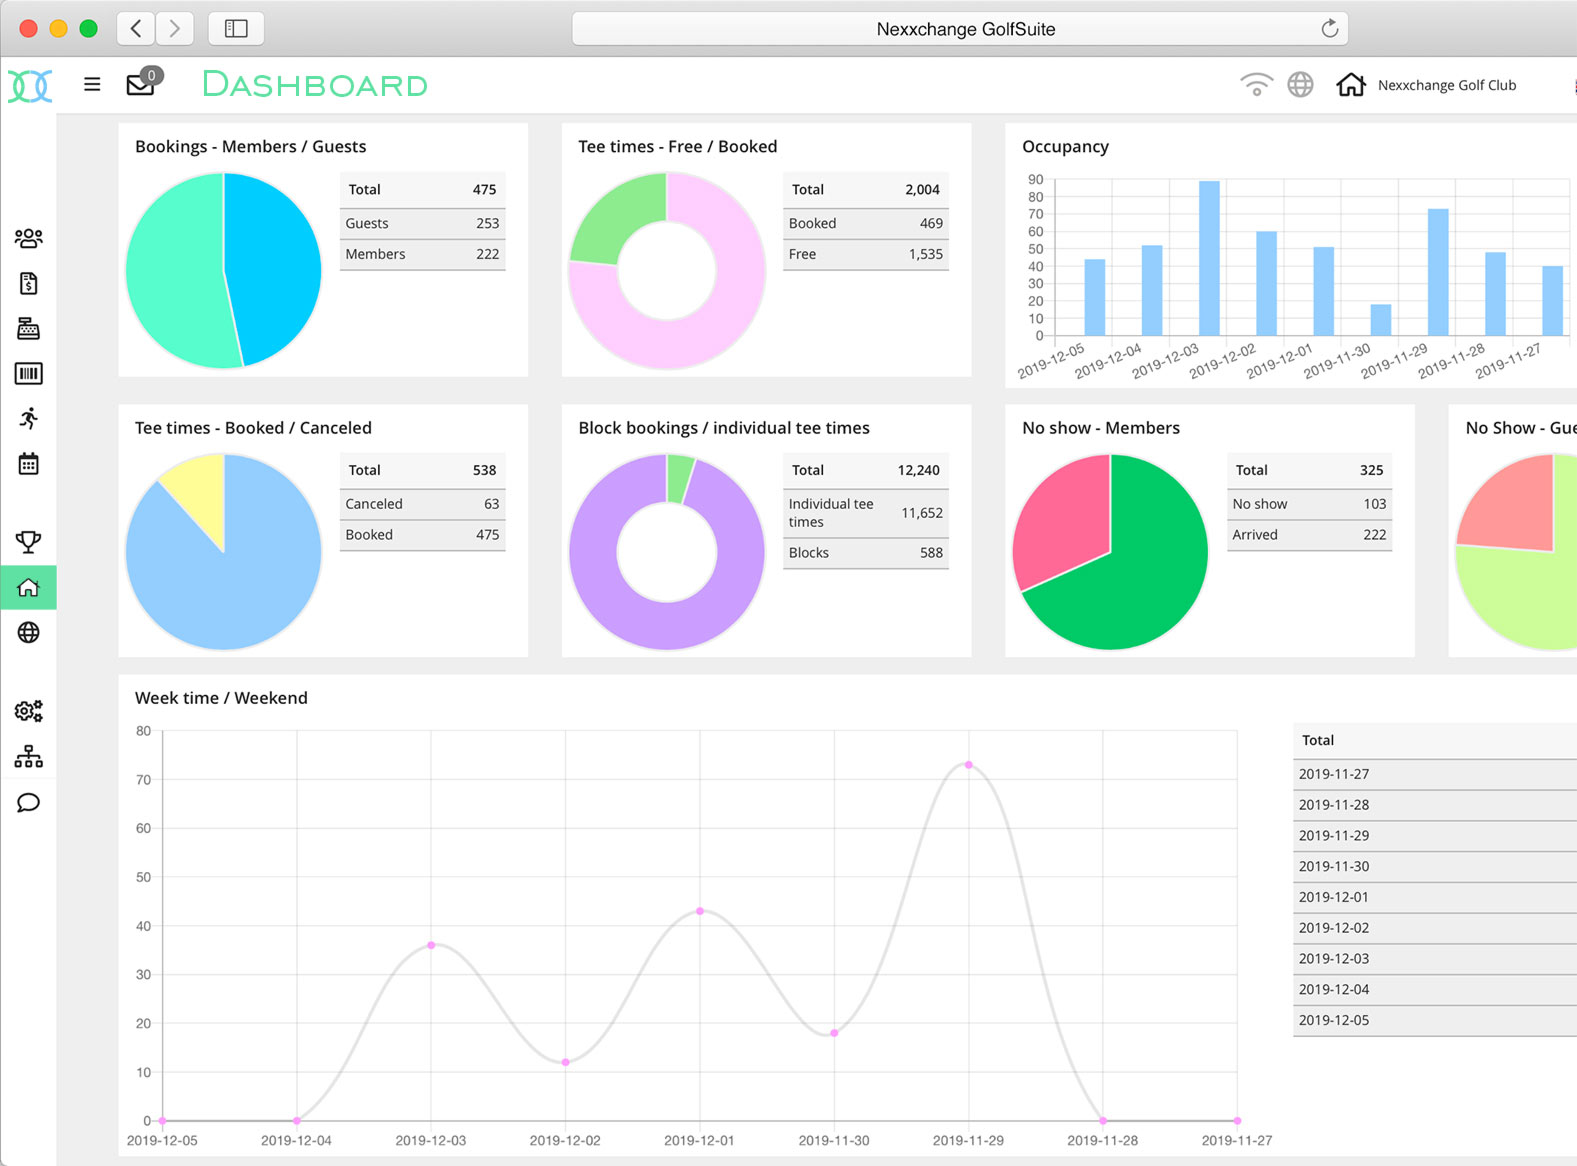 Nexxchange GolfSuite
0
DASHBOARD
Nexxchange Golf Club
Bookings - Members / Guests
Total 475
Guests 253
Members 222
Tee times - Free / Booked
Total 2,004
Booked 469
Free 1,535
Occupancy
90
80
70
60
50
40
30
20
10
0
2019-12-05 2019-12-04 2019-12-03 2019-12-02 2019-12-01 2019-11-30 2019-11-29 2019-11-28 2019-11-27
Tee times - Booked / Canceled
Total 538
Canceled 63
Booked 475
Block bookings / individual tee times
Total 12,240
Individual tee
times 11,652
Blocks 588
No show - Members
Total 325
No show 103
Arrived 222
No Show - Gue
Week time / Weekend
80
70
60
50
40
30
20
10
0
2019-12-05 2019-12-04 2019-12-03 2019-12-02 2019-12-01 2019-11-30 2019-11-29 2019-11-28 2019-11-27
Total
2019-11-27
2019-11-28
2019-11-29
2019-11-30
2019-12-01
2019-12-02
2019-12-03
2019-12-04
2019-12-05